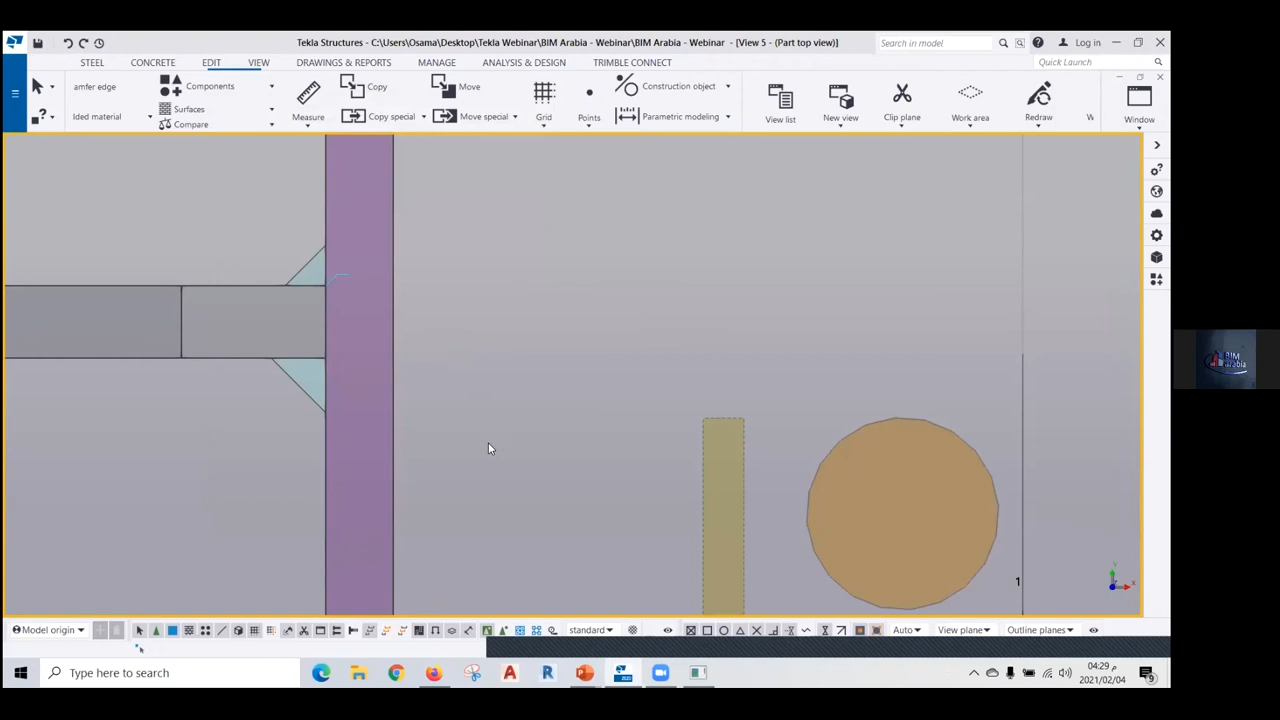 Tekla Structures - C:\Users\Osama\Desktop\Tekla Webinar\BIM Arabia - Webinar\BIM Arabia - Webinar - [View 5 - (Part top view)]
Search in model
Log in
STEEL CONCRETE EDIT VIEW DRAWINGS & REPORTS MANAGE ANALYSIS & DESIGN TRIMBLE CONNECT
Quick Launch
amfer edge
lded material
Components
Surfaces
Compare
Measure
Copy
Copy special
Move
Move special
Grid
Points
Construction object
Parametric modeling
View list
New view
Clip plane
Work area
Redraw
W
Window
BIM
arabia
1
Y
x
Model origin
standard
Auto
View plane
Outline planes
Type here to search
04:29 م
2021/02/04
9